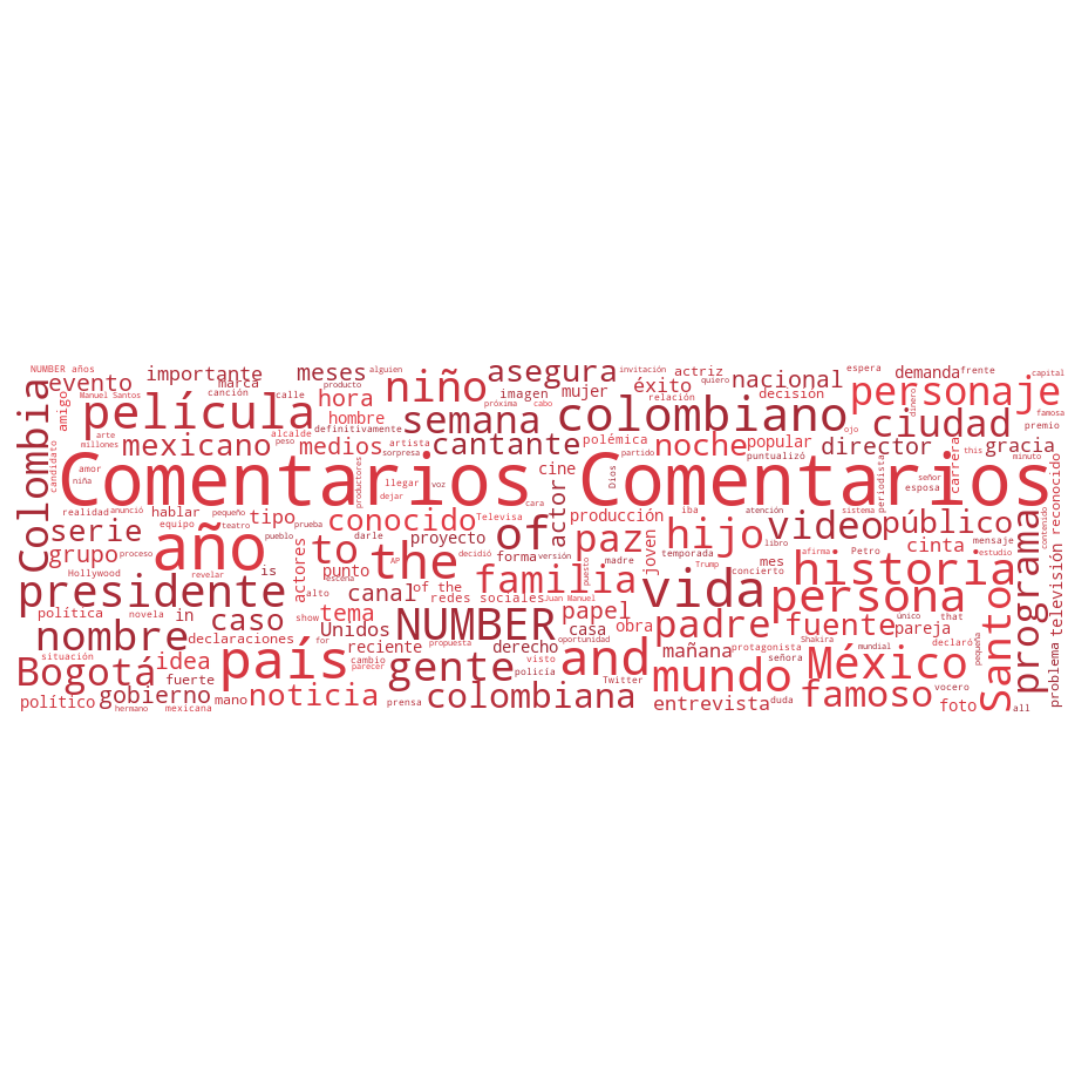 NUMBER años
importante
meses
alguien
asegura
invitación
actriz
nacional
espera
demanda
frente
capital
evento
marca
canción
calle
producto
hora
niño
imagen
mujer
éxito
quiero
relación
decisión
personaje
famosa
Manuel Santos
película
hombre
semana
próxima
cabo
colombiano
ciudad
dinero
premio
amigo
arte
alcalde
definitivamente
artista
Colombia
candidato
millones
mexicano
peso
medios
sorpresa
cantante
polémica
partido
noche
popular
puntualizó
director
gracia
this
minuto
Comentarios Comentarios
amor
niña
productores
llegar
voz
dejar
cine
Dios
periodista
señor
esposa
carrera
realidad
anunció
hablar
pequeño
tipo
conocido
Televisa
cara
actor
producción
hijo
atención
video
sistema
único
público
that
mensaje
declaró
serie
equipo
teatro
año
prueba
darle
to
proyecto
of
paz
joven
libro
cinta
contenido
grupo
proceso
pueblo
actores
the
decidió
forma
versión
madre
temporada
mes
afirma
Petro
estudio
Hollywood
revelar
is
punto
escena
AP
familia
puesto
Trump
concierto
historia
programa
problema televisión reconocido
presidente
alto
canal
of the
redes sociales
Juan Manuel
vida
persona
Santo
política
novela
in
caso
show
tema
NUMBER
papel
obra
padre
Shakira
fuente
pareja
nombre
declaraciones
for
Unidos
reciente
propuesta
derecho
casa
oportunidad
mañana
protagonista
mundial
pequeña
situación
idea
país
cambio
parecer
gente
visto
policía
and
señora
México
Bogotá
fuerte
Twitter
mundo
político
gobierno
mano
noticia
prensa
colombiana
entrevista
duda
famoso
vocero
foto
hermano
mexicana
all
ojo
iba